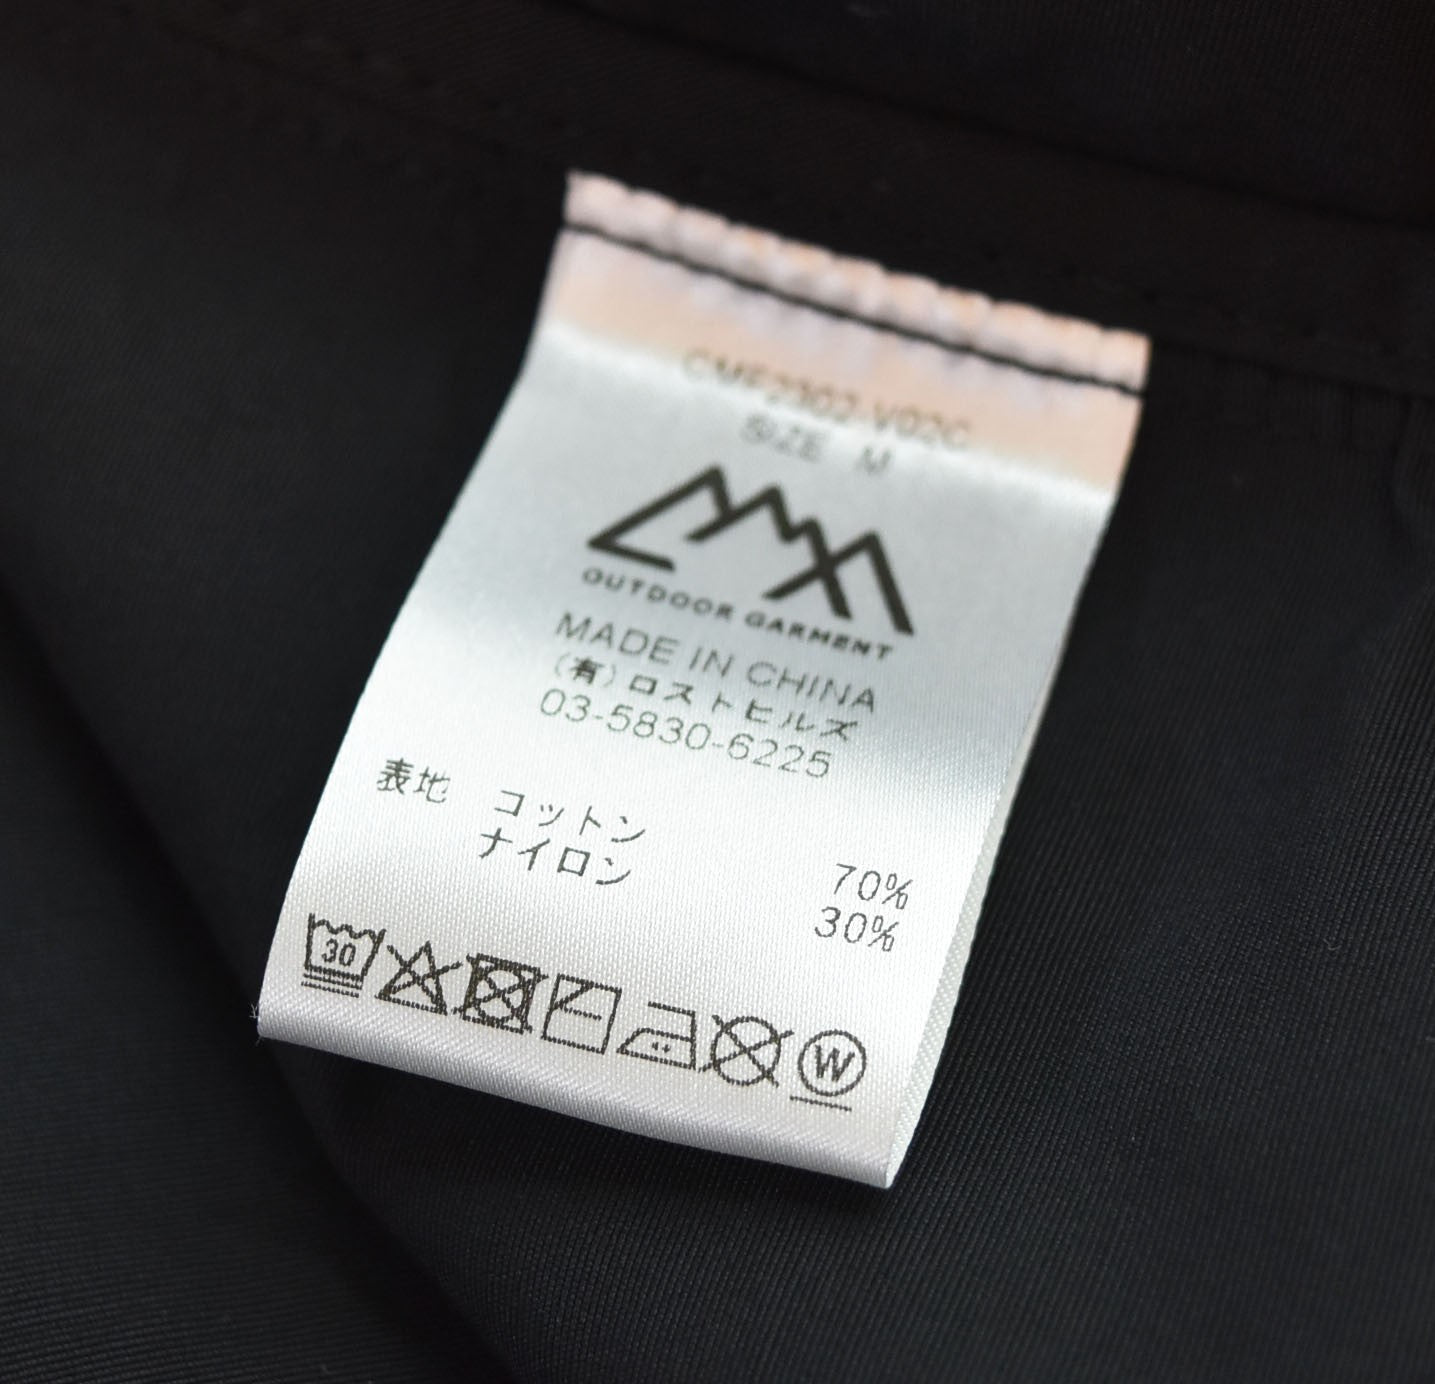 CMF2302-V02C
SIZE M
OUTDOOR GARMENT
MADE IN CHINA
(有)ロストヒルズ
03-5830-6225
表地 コットン 70%
ナイロン 30%
30
W